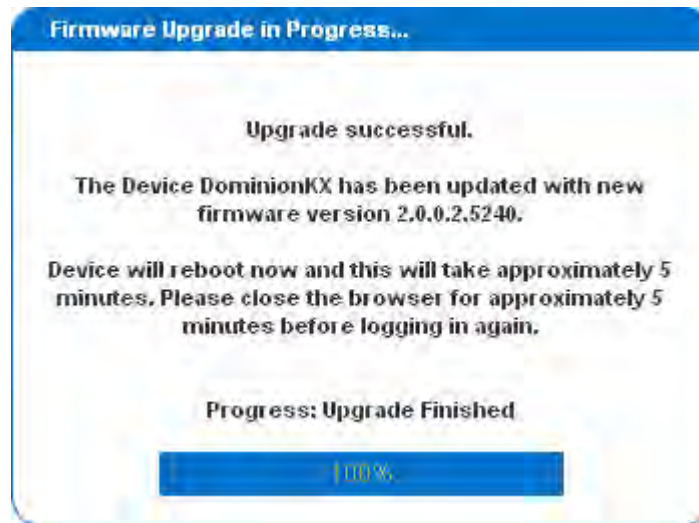 Firmware Upgrade in Progress...
Upgrade successful.
The Device DominionKX has been updated with new
firmware version 2.0.0.2.5240.
Device will reboot now and this will take approximately 5
minutes. Please close the browser for approximately 5
minutes before logging in again.
Progress: Upgrade Finished
100%